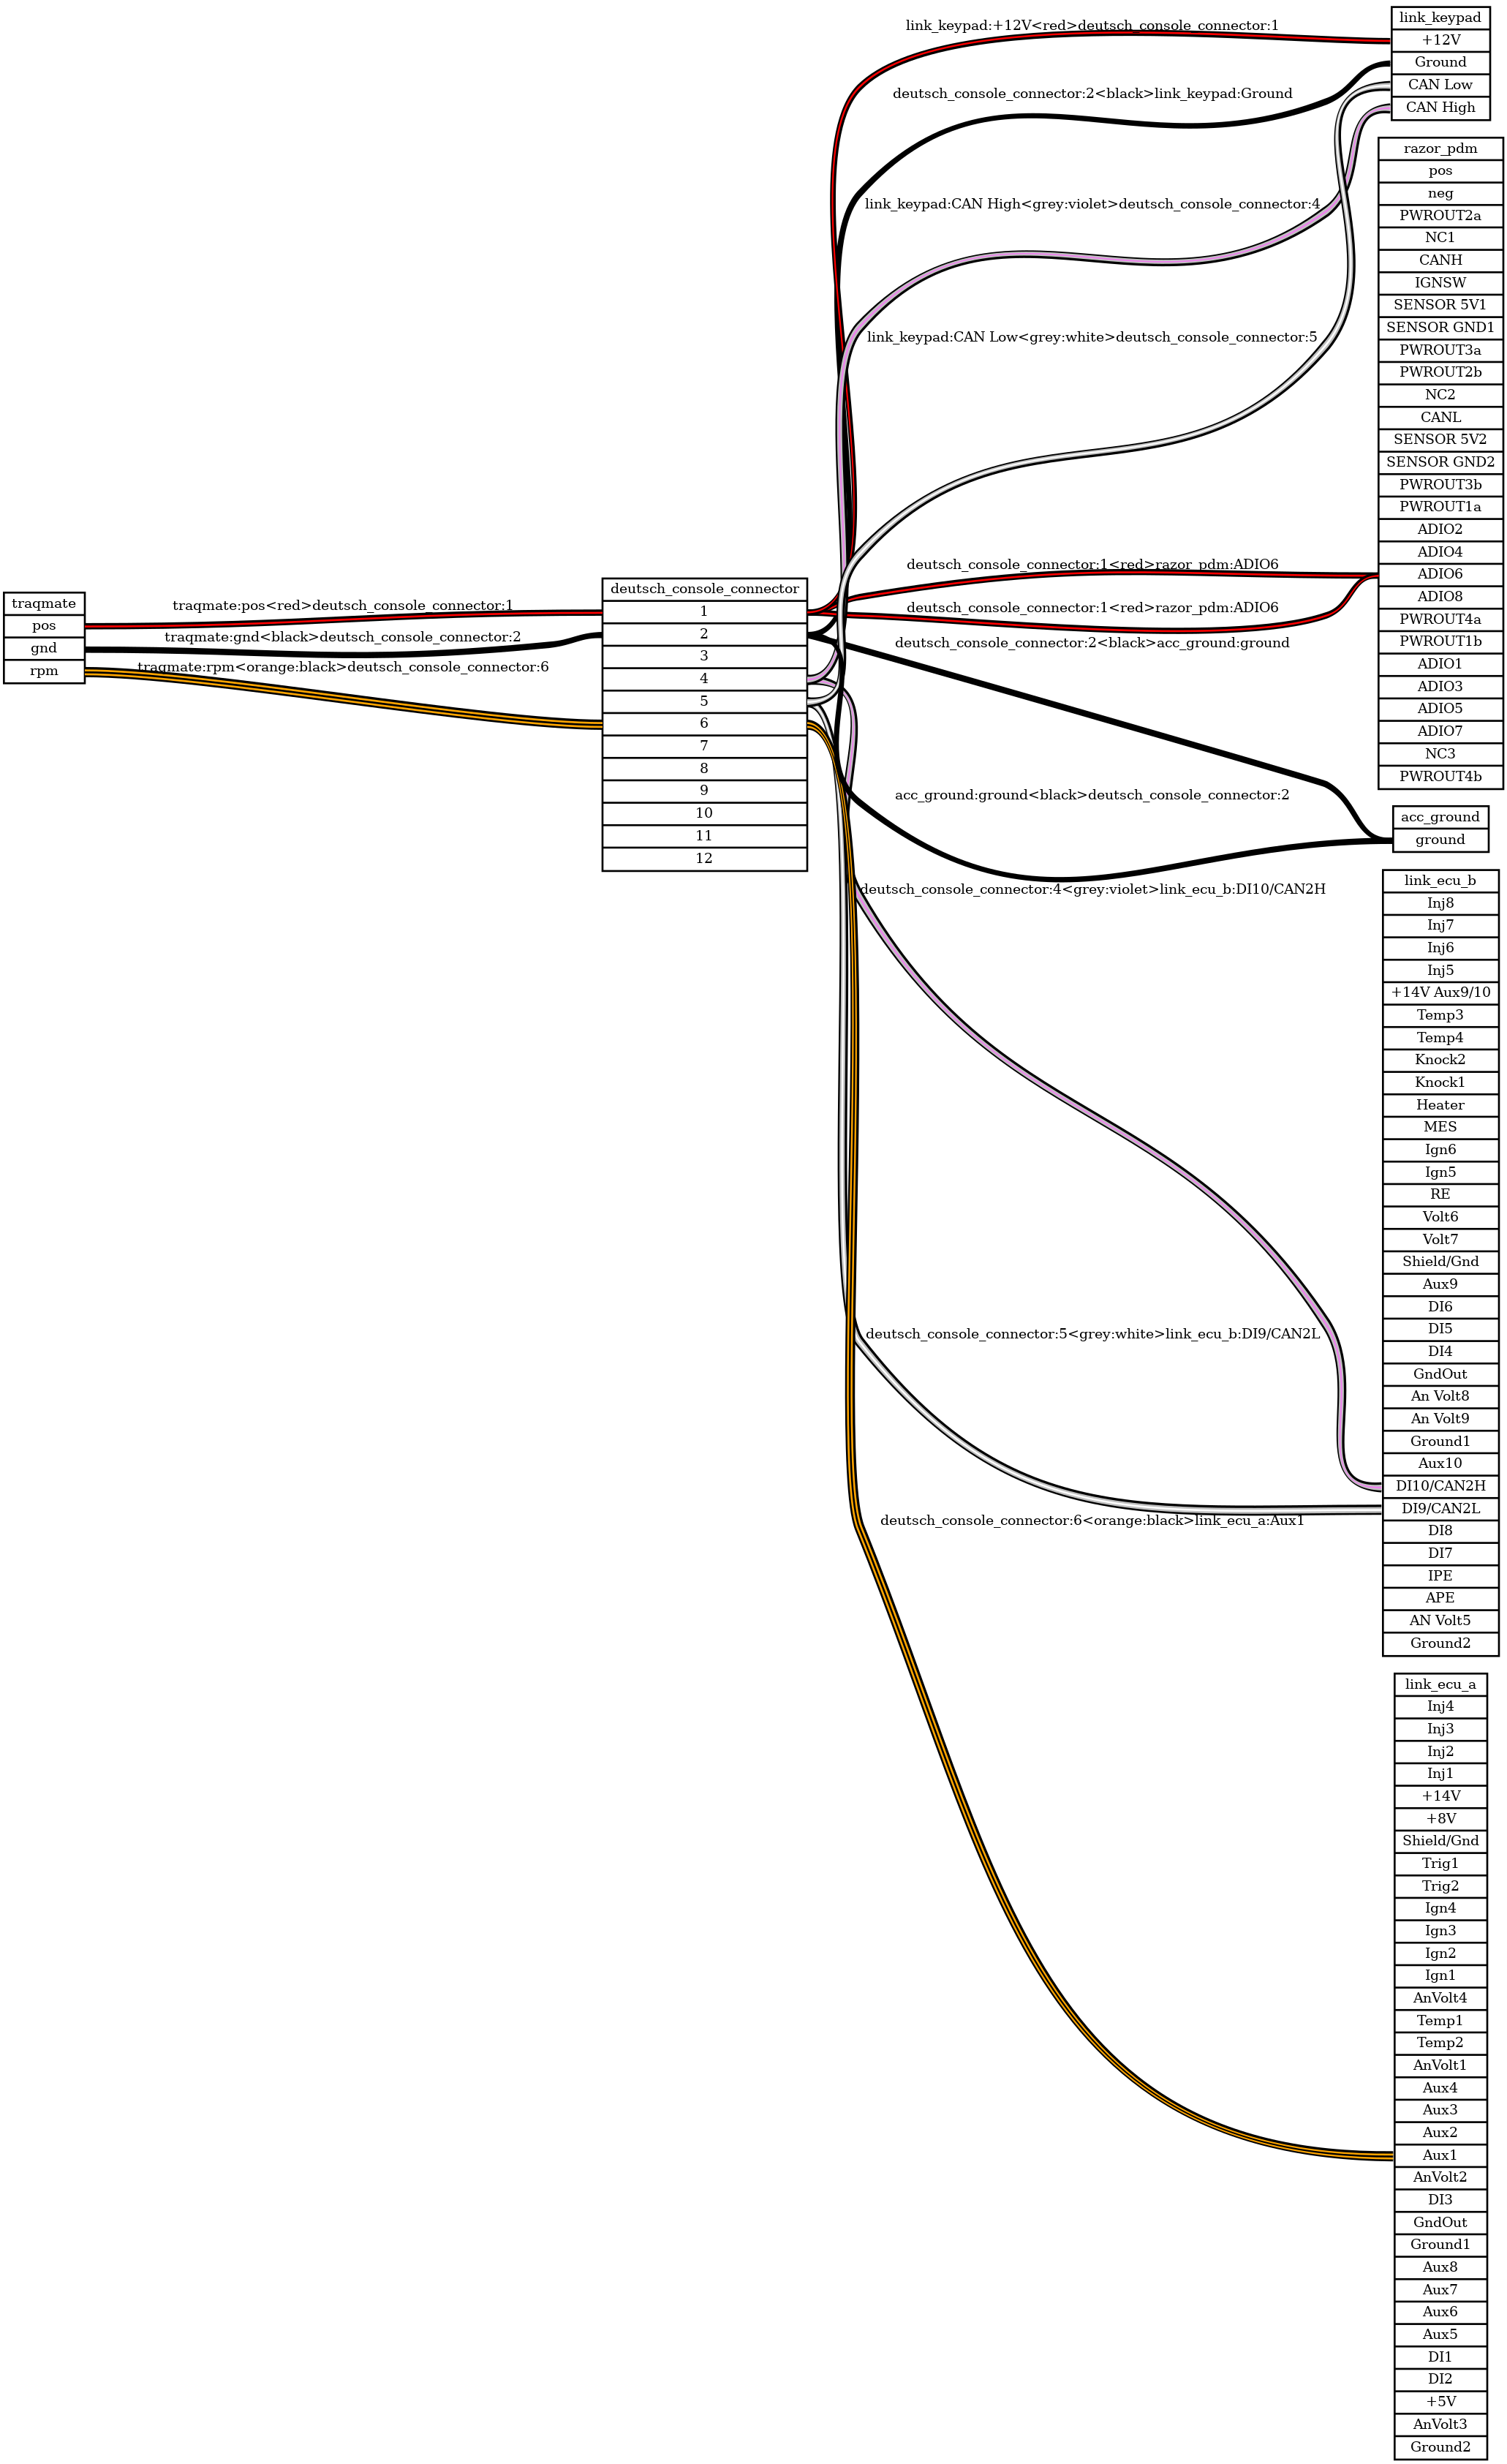 traqmate
pos
gnd
rpm
traqmate:pos<red>deutsch_console_connector:1
traqmate:gnd<black>deutsch_console_connector:2
traqmate:rpm<orange:black>deutsch_console_connector:6
deutsch_console_connector
1
2
3
4
5
6
7
8
9
10
11
12
link_keypad:+12V<red>deutsch_console_connector:1
deutsch_console_connector:2<black>link_keypad:Ground
link_keypad:CAN High<grey:violet>deutsch_console_connector:4
link_keypad:CAN Low<grey:white>deutsch_console_connector:5
deutsch_console_connector:1<red>razor_pdm:ADIO6
deutsch_console_connector:1<red>razor_pdm:ADIO6
deutsch_console_connector:2<black>acc_ground:ground
acc_ground:ground<black>deutsch_console_connector:2
deutsch_console_connector:4<grey:violet>link_ecu_b:DI10/CAN2H
deutsch_console_connector:5<grey:white>link_ecu_b:DI9/CAN2L
deutsch_console_connector:6<orange:black>link_ecu_a:Aux1
link_keypad
+12V
Ground
CAN Low
CAN High
razor_pdm
pos
neg
PWROUT2a
NC1
CANH
IGNSW
SENSOR 5V1
SENSOR GND1
PWROUT3a
PWROUT2b
NC2
CANL
SENSOR 5V2
SENSOR GND2
PWROUT3b
PWROUT1a
ADIO2
ADIO4
ADIO6
ADIO8
PWROUT4a
PWROUT1b
ADIO1
ADIO3
ADIO5
ADIO7
NC3
PWROUT4b
acc_ground
ground
link_ecu_b
Inj8
Inj7
Inj6
Inj5
+14V Aux9/10
Temp3
Temp4
Knock2
Knock1
Heater
MES
Ign6
Ign5
RE
Volt6
Volt7
Shield/Gnd
Aux9
DI6
DI5
DI4
GndOut
An Volt8
An Volt9
Ground1
Aux10
DI10/CAN2H
DI9/CAN2L
DI8
DI7
IPE
APE
AN Volt5
Ground2
link_ecu_a
Inj4
Inj3
Inj2
Inj1
+14V
+8V
Shield/Gnd
Trig1
Trig2
Ign4
Ign3
Ign2
Ign1
AnVolt4
Temp1
Temp2
AnVolt1
Aux4
Aux3
Aux2
Aux1
AnVolt2
DI3
GndOut
Ground1
Aux8
Aux7
Aux6
Aux5
DI1
DI2
+5V
AnVolt3
Ground2